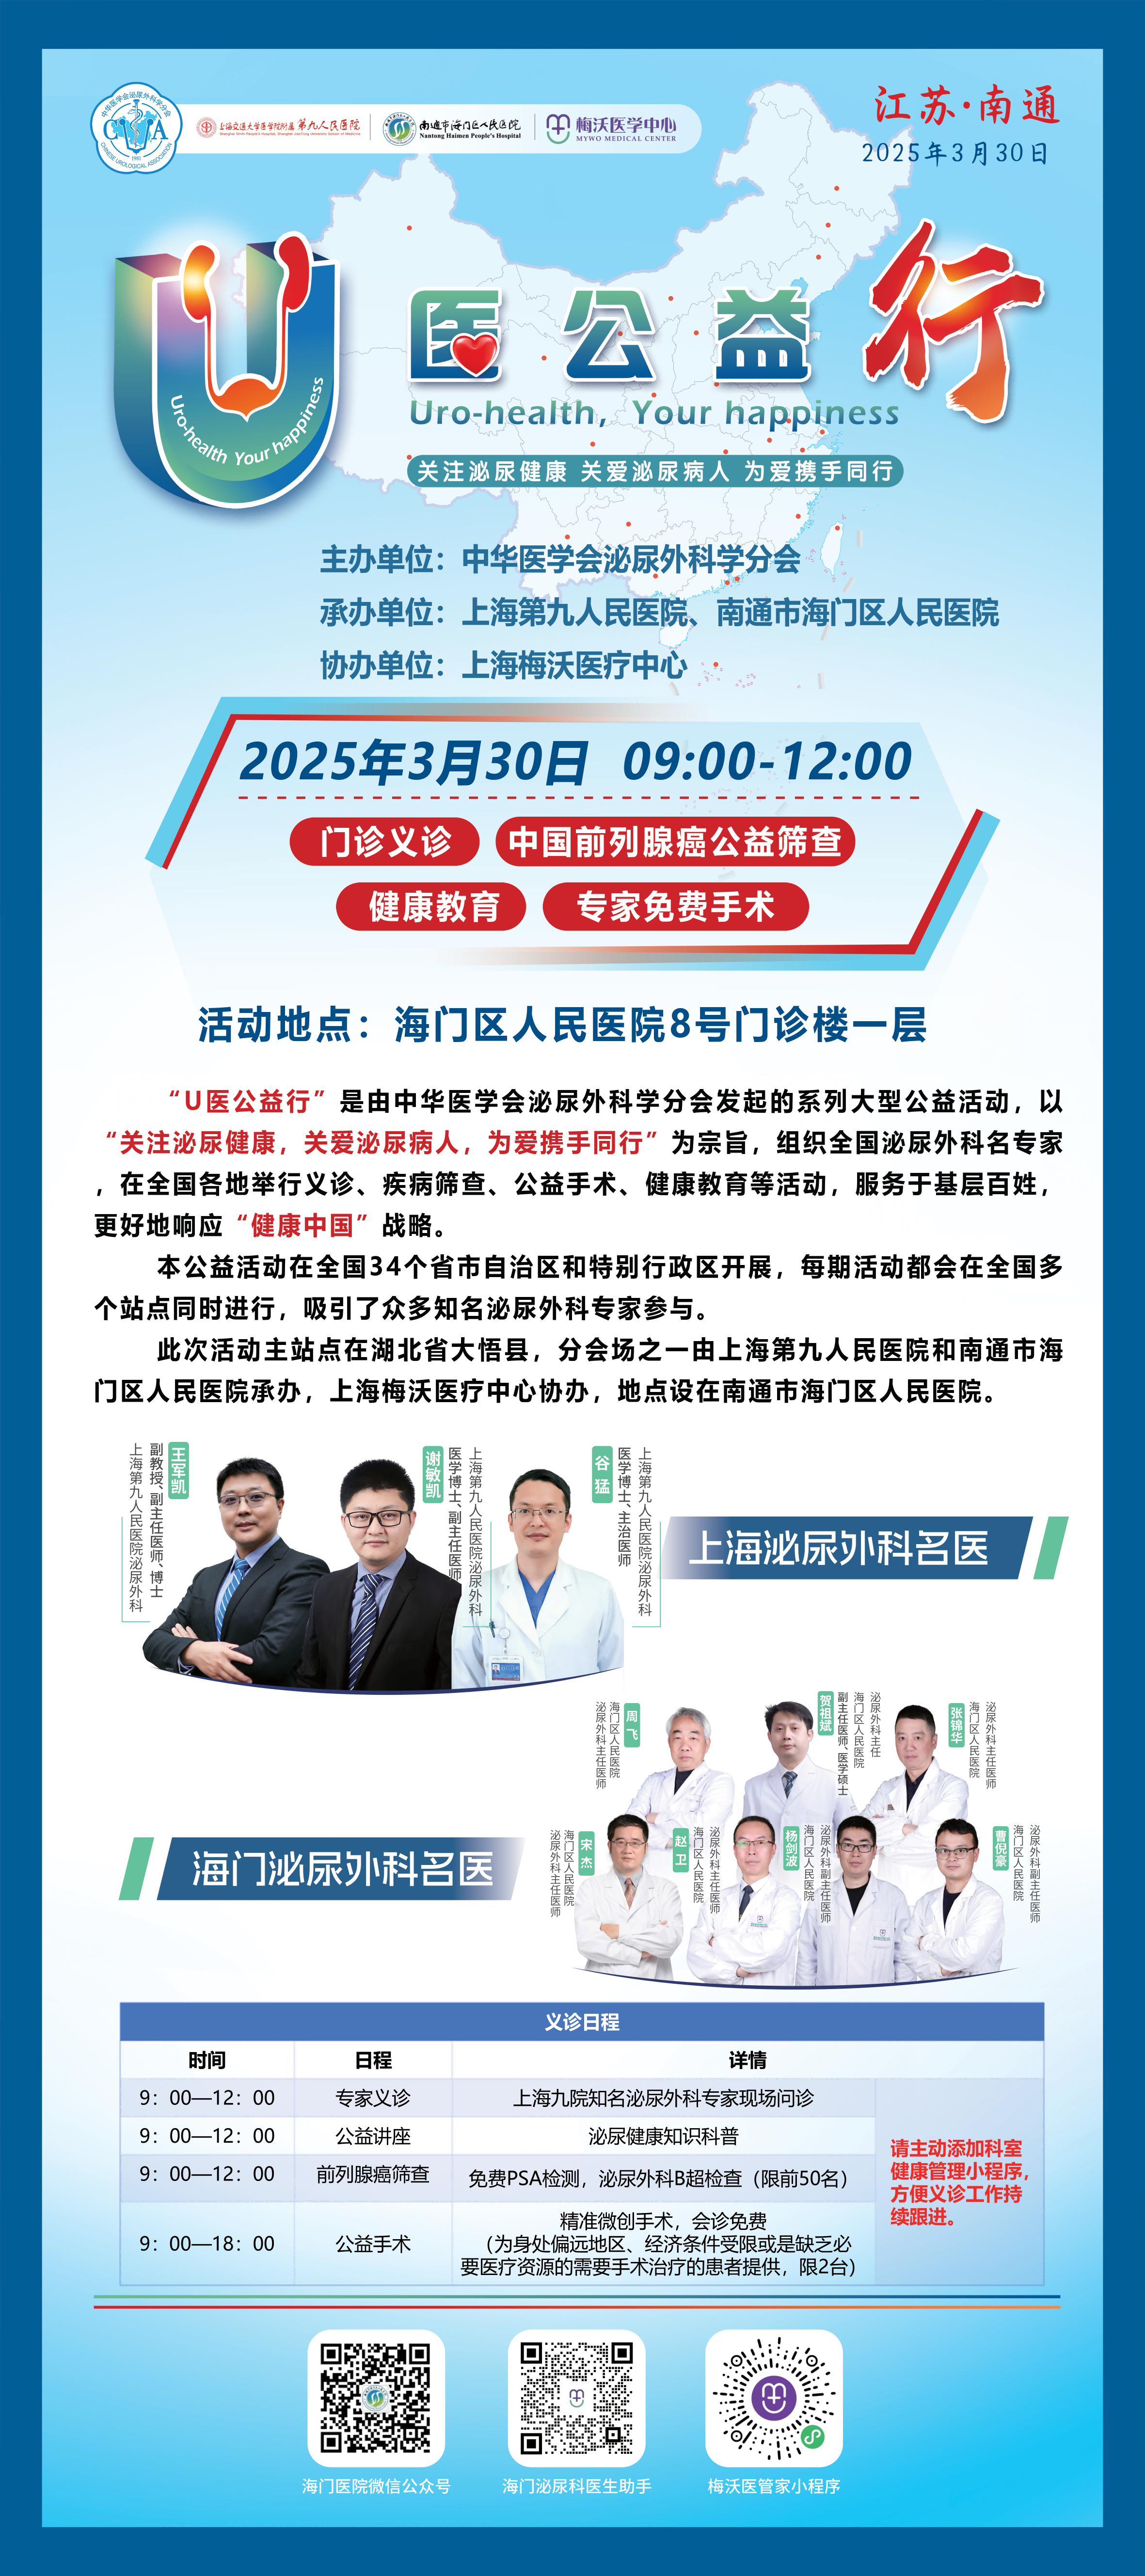 中华医学会泌尿外科学分会
CUA
1981
CHINESE UROLOGICAL ASSOCIATION
上海交通大学医学院附属第九人民医院
Shanghai Ninth People's Hospital, Shanghai JiaoTong University School of Medicine
南通市海门区人民医院
Nantong Haimen People's Hospital
梅沃医学中心
MYWO MEDICAL CENTER
江苏·南通
2025年3月30日
U医公益行
Uro-health Your happiness
Uro-health, Your happiness
关注泌尿健康 关爱泌尿病人 为爱携手同行
主办单位：中华医学会泌尿外科学分会
承办单位：上海第九人民医院、南通市海门区人民医院
协办单位：上海梅沃医疗中心
2025年3月30日 09:00-12:00
门诊义诊 中国前列腺癌公益筛查
健康教育 专家免费手术
活动地点：海门区人民医院8号门诊楼一层
“U医公益行”是由中华医学会泌尿外科学分会发起的系列大型公益活动，以
“关注泌尿健康，关爱泌尿病人，为爱携手同行”为宗旨，组织全国泌尿外科名专家
，在全国各地举行义诊、疾病筛查、公益手术、健康教育等活动，服务于基层百姓，
更好地响应“健康中国”战略。
本公益活动在全国34个省市自治区和特别行政区开展，每期活动都会在全国多
个站点同时进行，吸引了众多知名泌尿外科专家参与。
此次活动主站点在湖北省大悟县，分会场之一由上海第九人民医院和南通市海
门区人民医院承办，上海梅沃医疗中心协办，地点设在南通市海门区人民医院。
王军凯
副教授、副主任医师、博士
上海第九人民医院泌尿外科
谢敏凯
医学博士、副主任医师
上海第九人民医院泌尿外科
谷猛
医学博士、主治医师
上海第九人民医院泌尿外科
上海泌尿外科名医
周飞
海门区人民医院
泌尿外科主任医师
贺祖斌
副主任医师、医学硕士
海门区人民医院
泌尿外科主任
张锦华
海门区人民医院
泌尿外科主任医师
海门泌尿外科名医
宋杰
海门区人民医院
泌尿外科主任医师
赵卫
海门区人民医院
泌尿外科主任医师
杨剑波
海门区人民医院
泌尿外科副主任医师
曹倪豪
海门区人民医院
泌尿外科副主任医师
义诊日程
时间 日程 详情
9：00—12：00 专家义诊 上海九院知名泌尿外科专家现场问诊
9：00—12：00 公益讲座 泌尿健康知识科普
9：00—12：00 前列腺癌筛查 免费PSA检测，泌尿外科B超检查（限前50名）
9：00—18：00 公益手术 精准微创手术，会诊免费
（为身处偏远地区、经济条件受限或是缺乏必
要医疗资源的需要手术治疗的患者提供，限2台）
请主动添加科室
健康管理小程序，
方便义诊工作持
续跟进。
海门医院微信公众号
海门泌尿科医生助手
梅沃医管家小程序